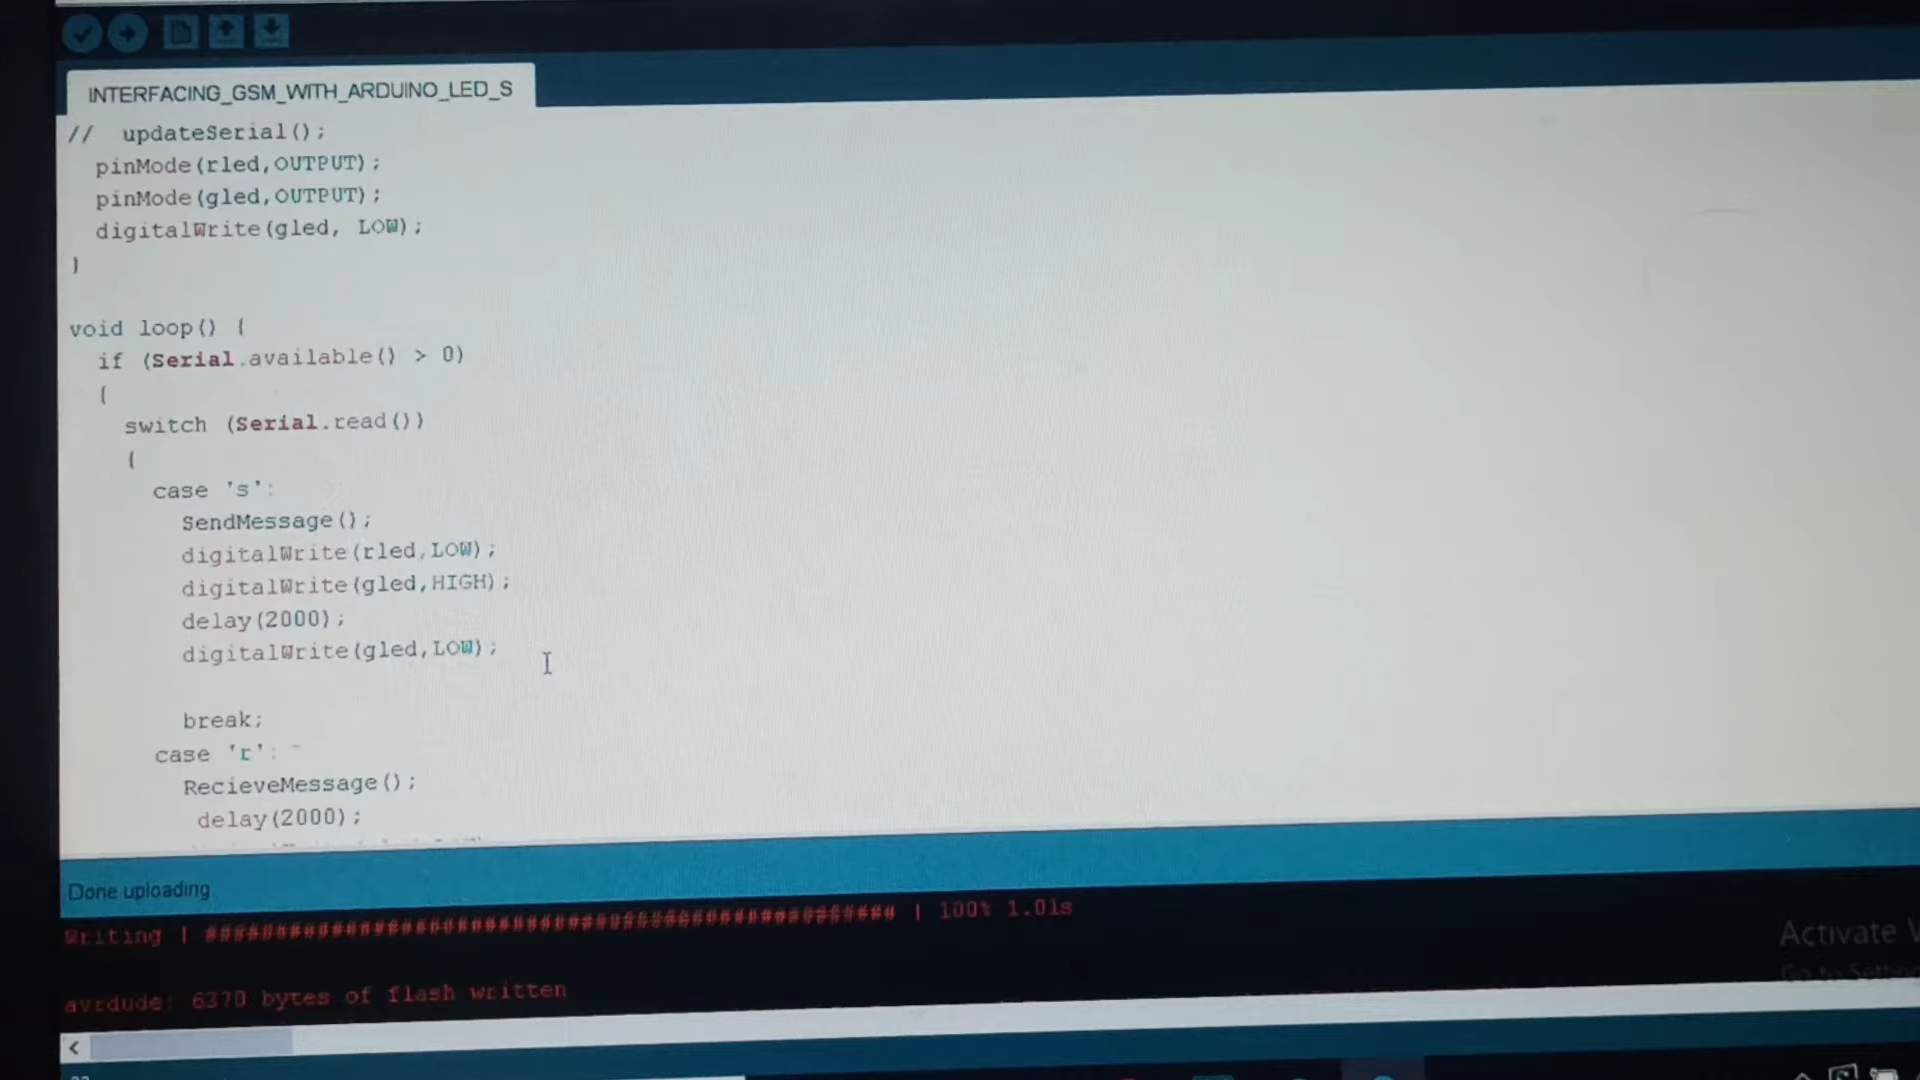 INTERFACING_GSM_WITH_ARDUINO_LED_S
//  updateSerial();
pinMode(rled,OUTPUT);
pinMode(gled,OUTPUT);
digitalWrite(gled, LOW);
}
void loop() {
if (Serial.available() > 0)
{
switch (Serial.read())
{
case 's':
SendMessage();
digitalWrite(rled,LOW);
digitalWrite(gled,HIGH);
delay(2000);
digitalWrite(gled,LOW);
break;
case 'r':
RecieveMessage();
delay(2000);
Done uploading.
Writing | ################################################## | 100% 1.01s
Activate
avrdude: 6370 bytes of flash written
Go to